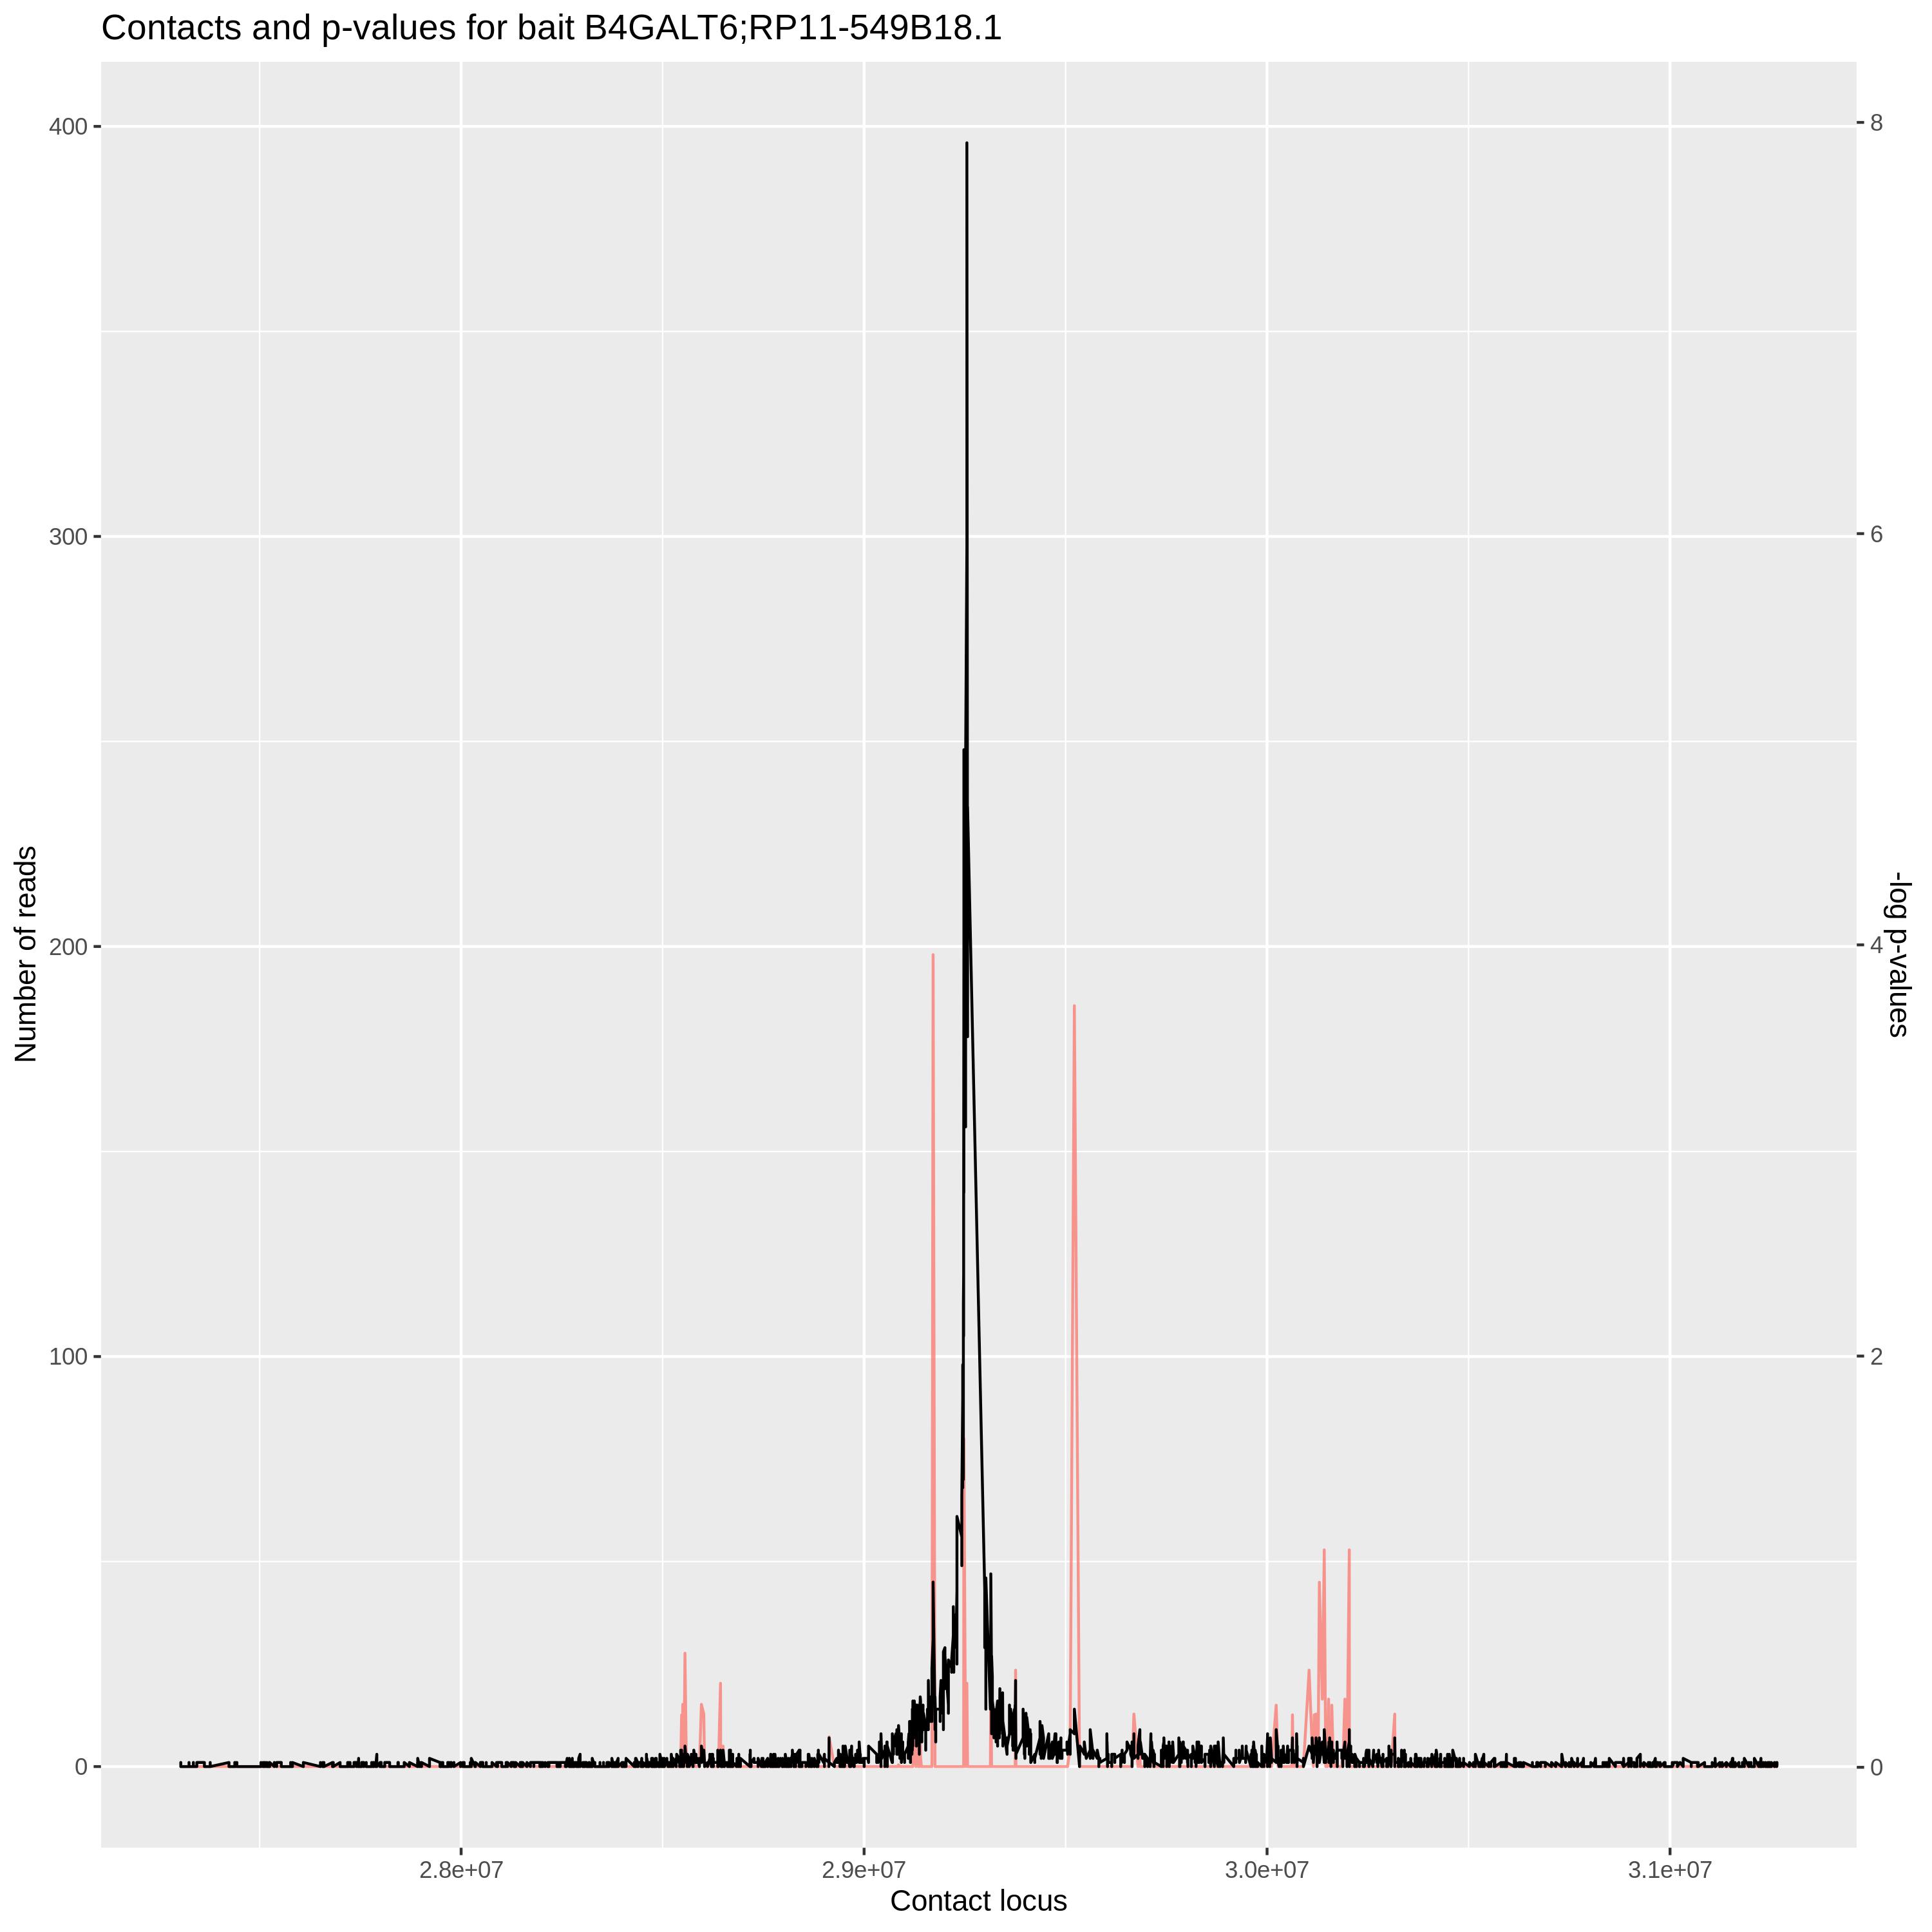 Contacts and p-values for bait B4GALT6;RP11-549B18.1
400
300
200
100
0
Number of reads
8
6
4
2
0
-log p-values
2.8e+07 2.9e+07 3.0e+07 3.1e+07
Contact locus